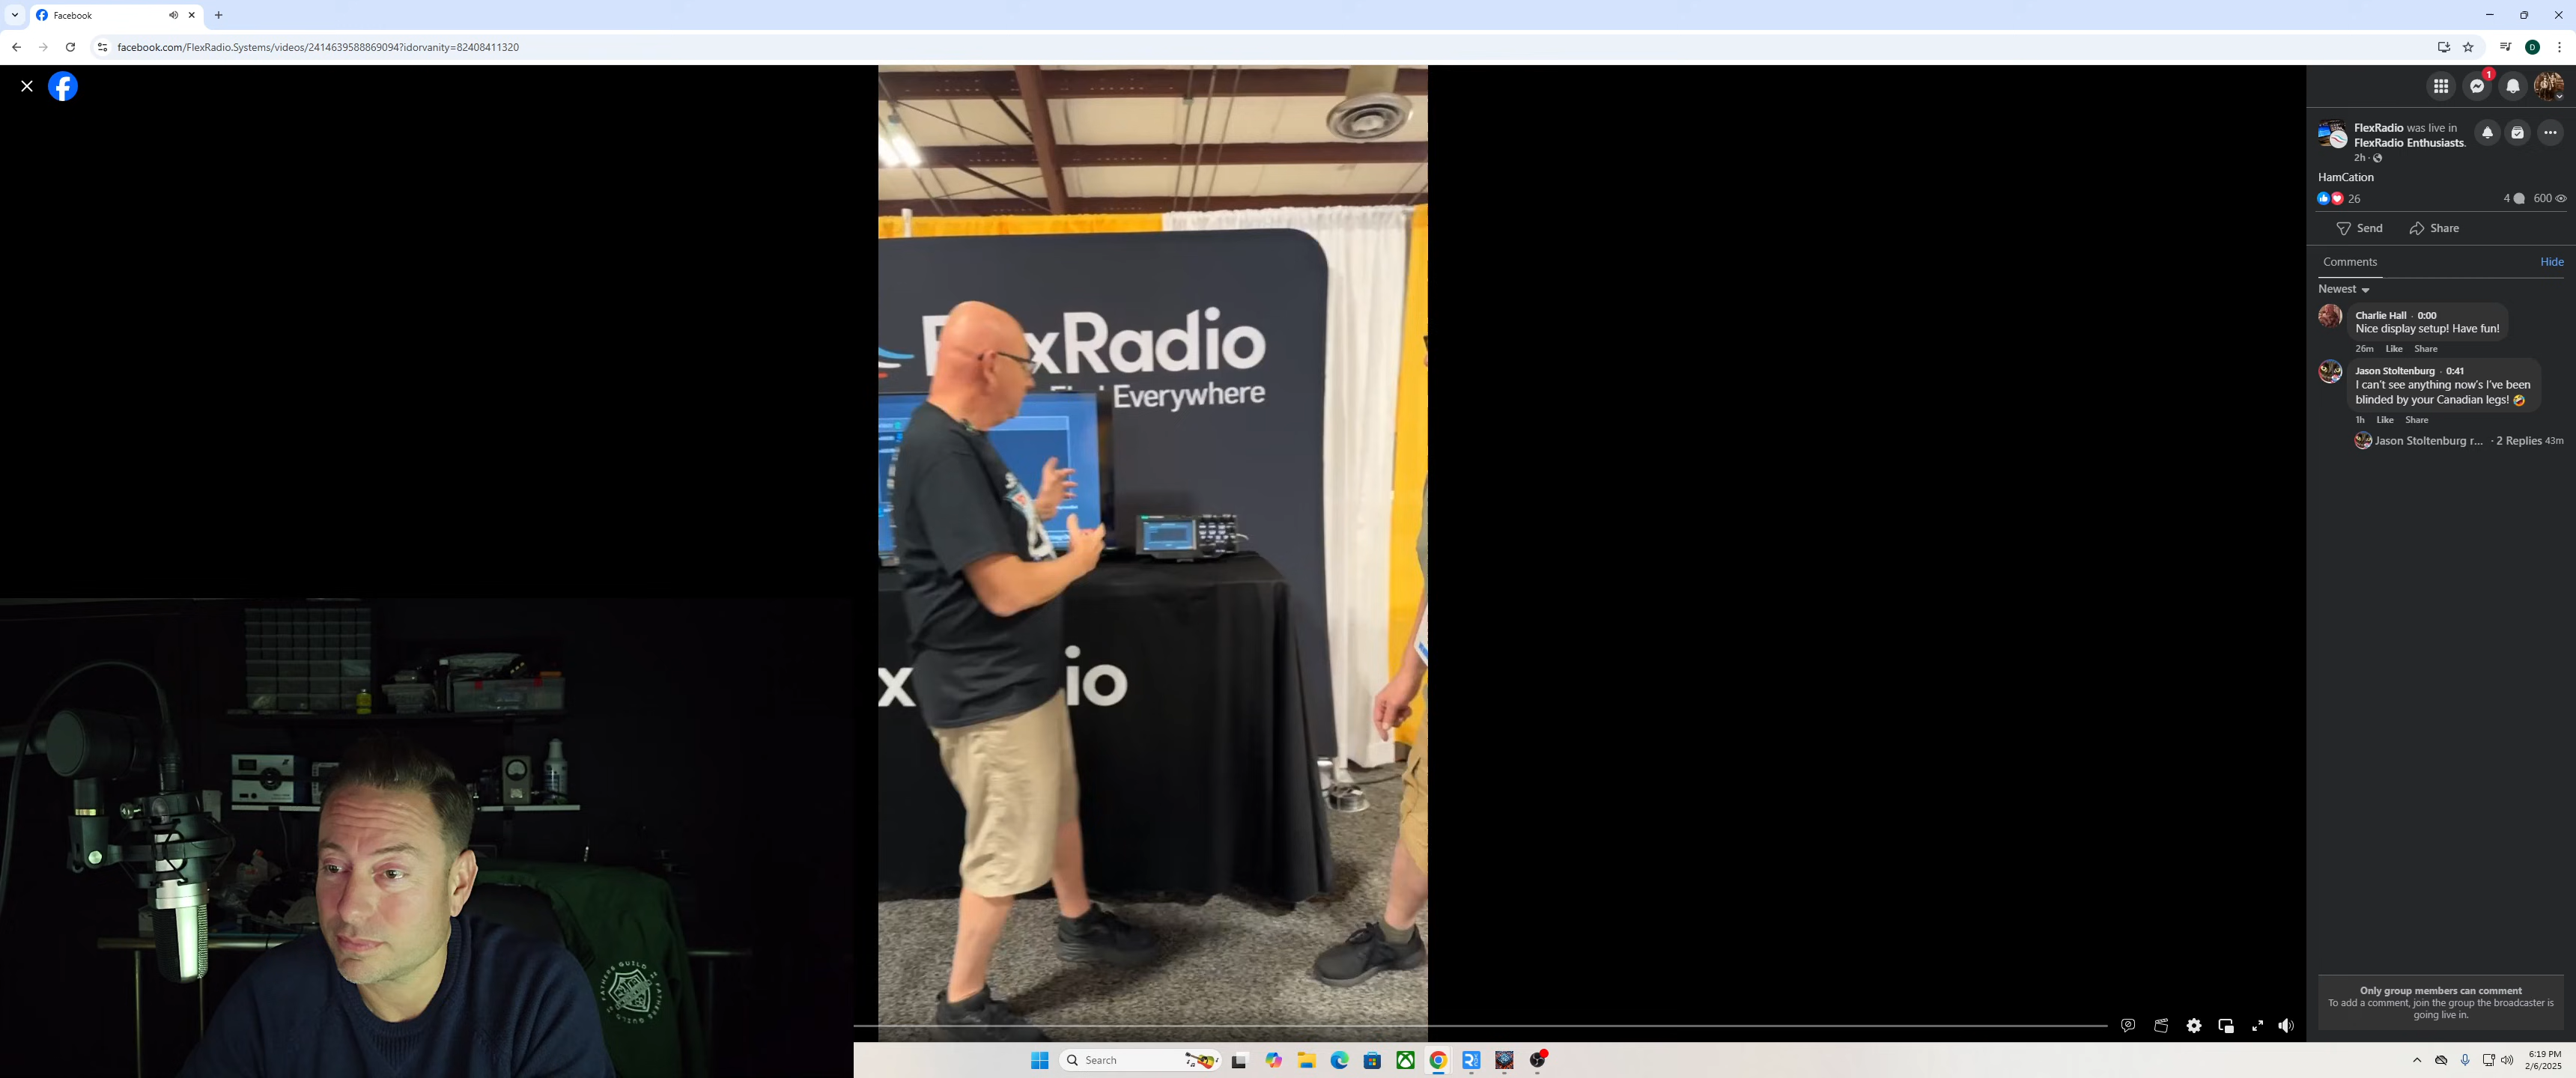 Facebook
facebook.com/FlexRadio.Systems/videos/2414639588869094?idorvanity=82408411320
D
1
FlexRadio was live in
FlexRadio Enthusiasts.
2h
HamCation
26
4
600
Send
Share
Comments
Hide
Newest
Charlie Hall · 0:00
Nice display setup! Have fun!
26m Like Share
Jason Stoltenburg · 0:41
I can't see anything now's I've been
blinded by your Canadian legs!
1h Like Share
Jason Stoltenburg r... · 2 Replies 43m
F xRadio
Everywhere
x io
FATHERS GUILD
Only group members can comment
To add a comment, join the group the broadcaster is
going live in.
Search
6:19 PM
2/6/2025